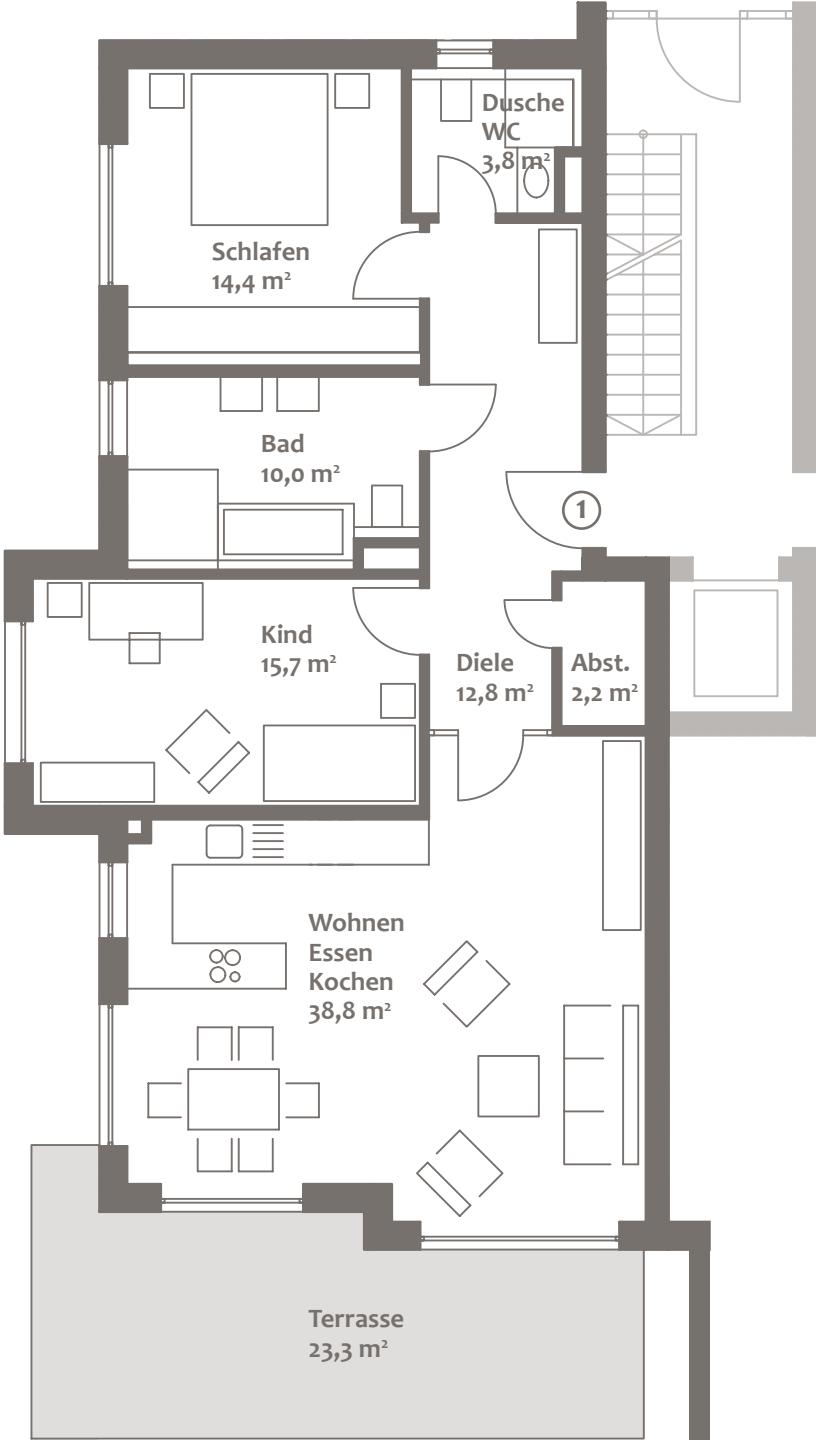 Dusche
WC
3,8 m²
Schlafen
14,4 m²
Bad
10,0 m²
1
Kind
15,7 m²
Diele
12,8 m²
Abst.
2,2 m²
Wohnen
Essen
Kochen
38,8 m²
Terrasse
23,3 m²